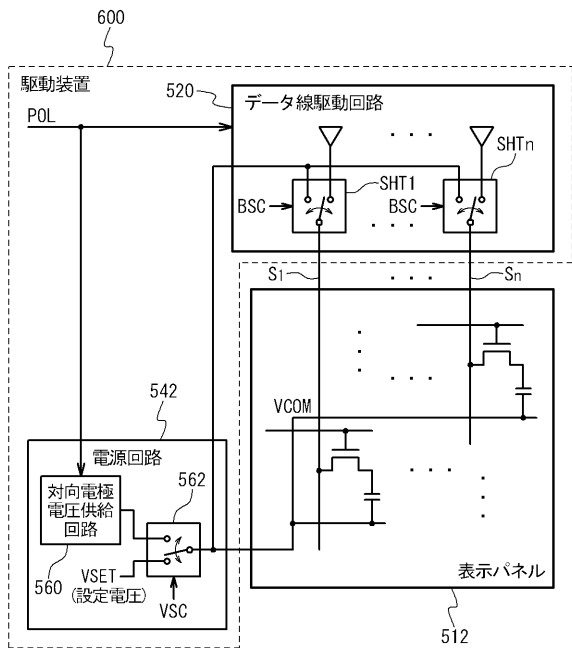 600
駆動装置
POL
520
データ線駆動回路
SHT1
SHTn
BSC
BSC
S1
Sn
VCOM
542
電源回路
対向電極
電圧供給
回路
562
560
VSET
(設定電圧)
VSC
表示パネル
512